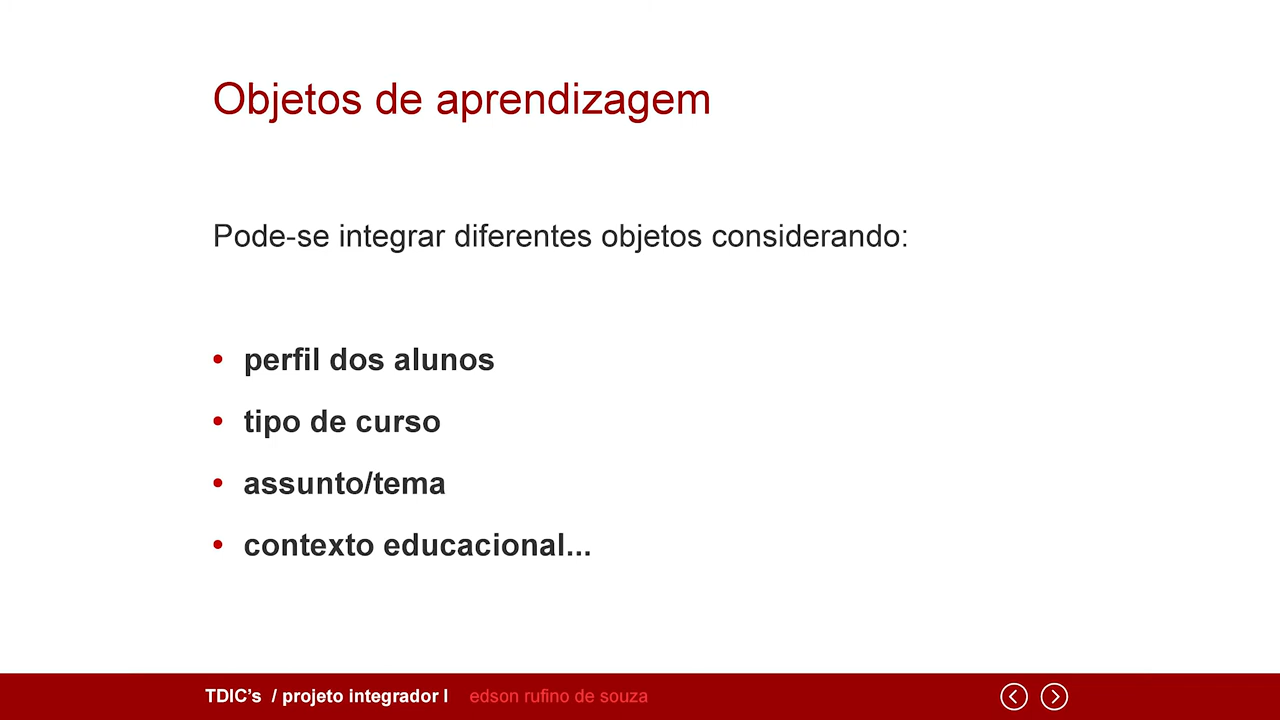 Objetos de aprendizagem
Pode-se integrar diferentes objetos considerando:
• perfil dos alunos
• tipo de curso
• assunto/tema
• contexto educacional...
TDIC’s / projeto integrador I edson rufino de souza